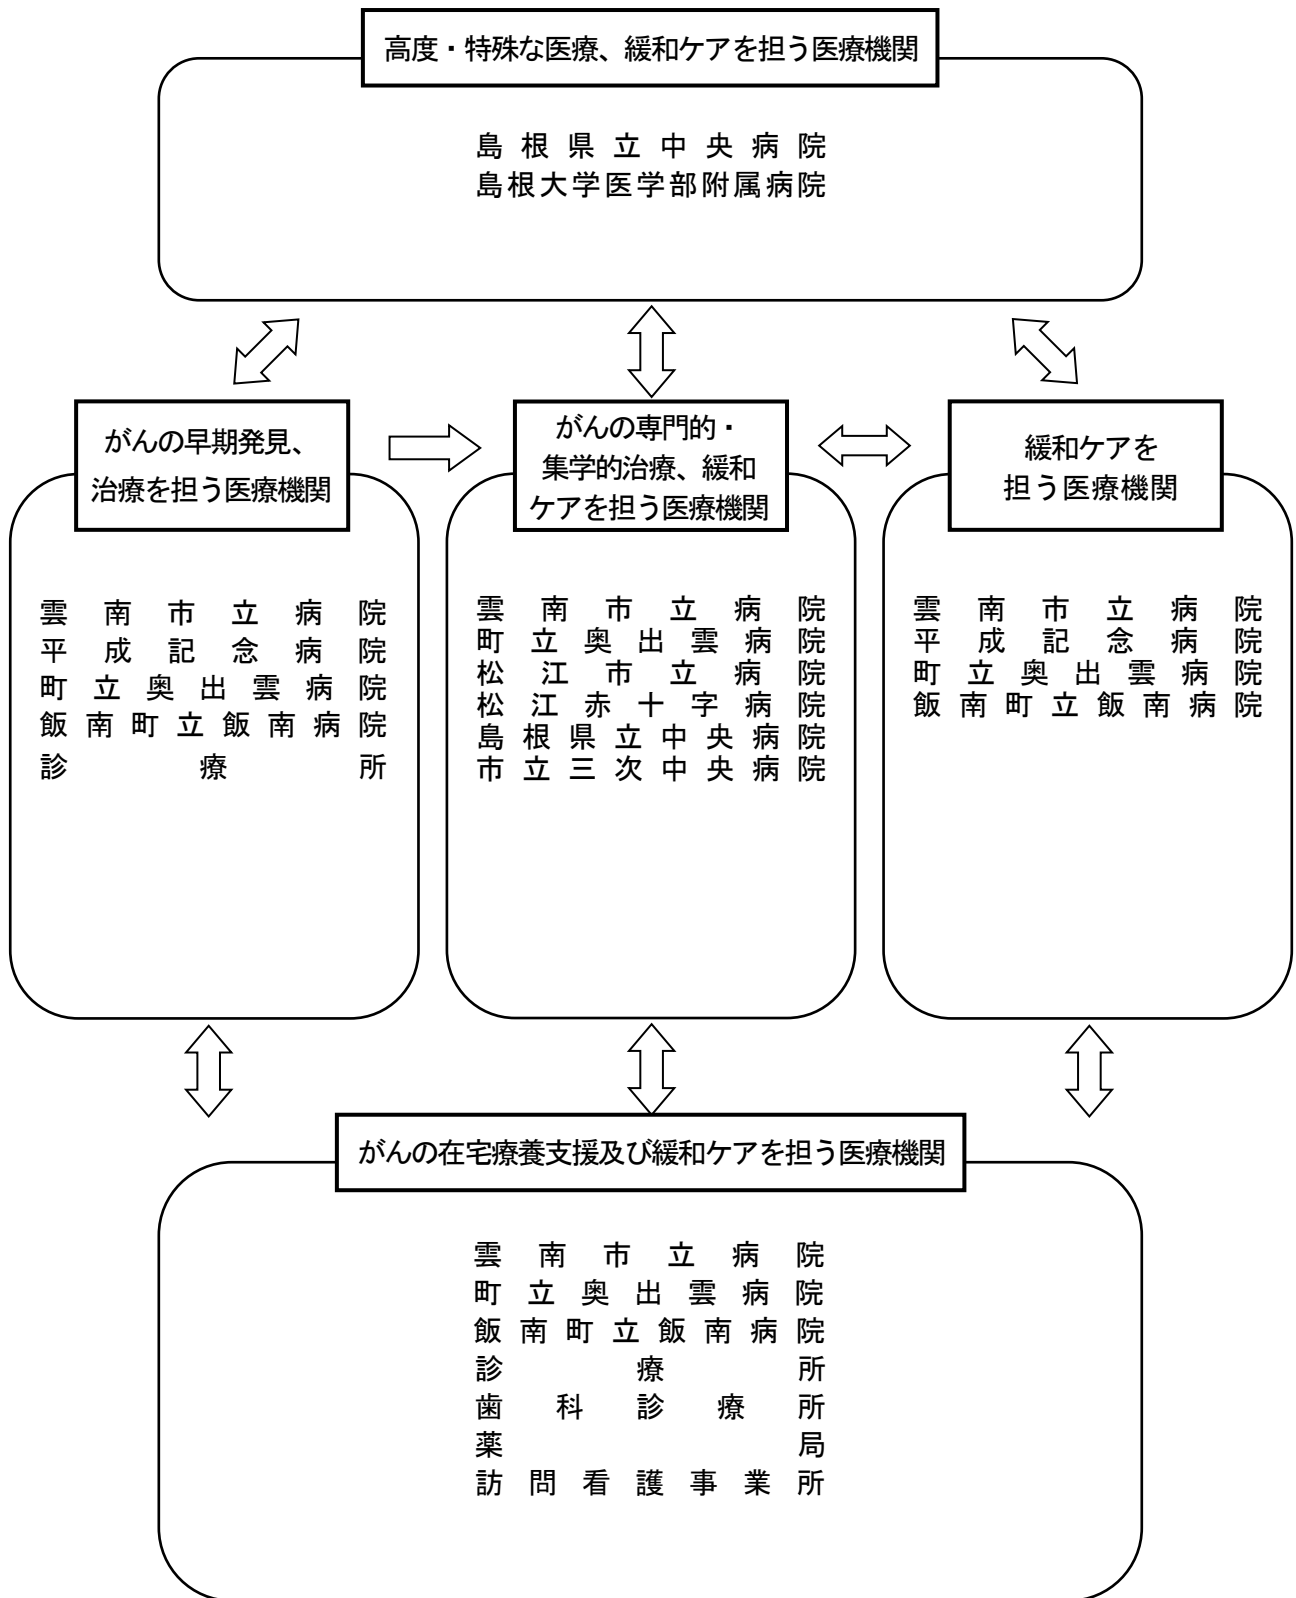 高度・特殊な医療、緩和ケアを担う医療機関
島根県立中央病院
島根大学医学部附属病院
がんの早期発見、
治療を担う医療機関
雲南市立病院
平成記念病院
町立奥出雲病院
飯南町立飯南病院
診療所
がんの専門的・
集学的治療、緩和
ケアを担う医療機関
雲南市立病院
町立奥出雲病院
松江市立病院
松江赤十字病院
島根県立中央病院
市立三次中央病院
緩和ケアを
担う医療機関
雲南市立病院
平成記念病院
町立奥出雲病院
飯南町立飯南病院
がんの在宅療養支援及び緩和ケアを担う医療機関
雲南市立病院
町立奥出雲病院
飯南町立飯南病院
診療所
歯科診療所
薬局
訪問看護事業所